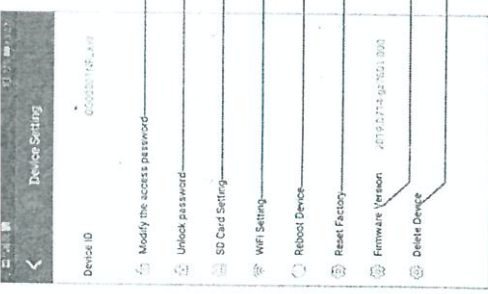 Device Setting
Device ID
Modify the access password
Unlock password
SD Card Setting
WiFi Setting
Reboot Device
Reset Factory
Firmware Version
Delete Device